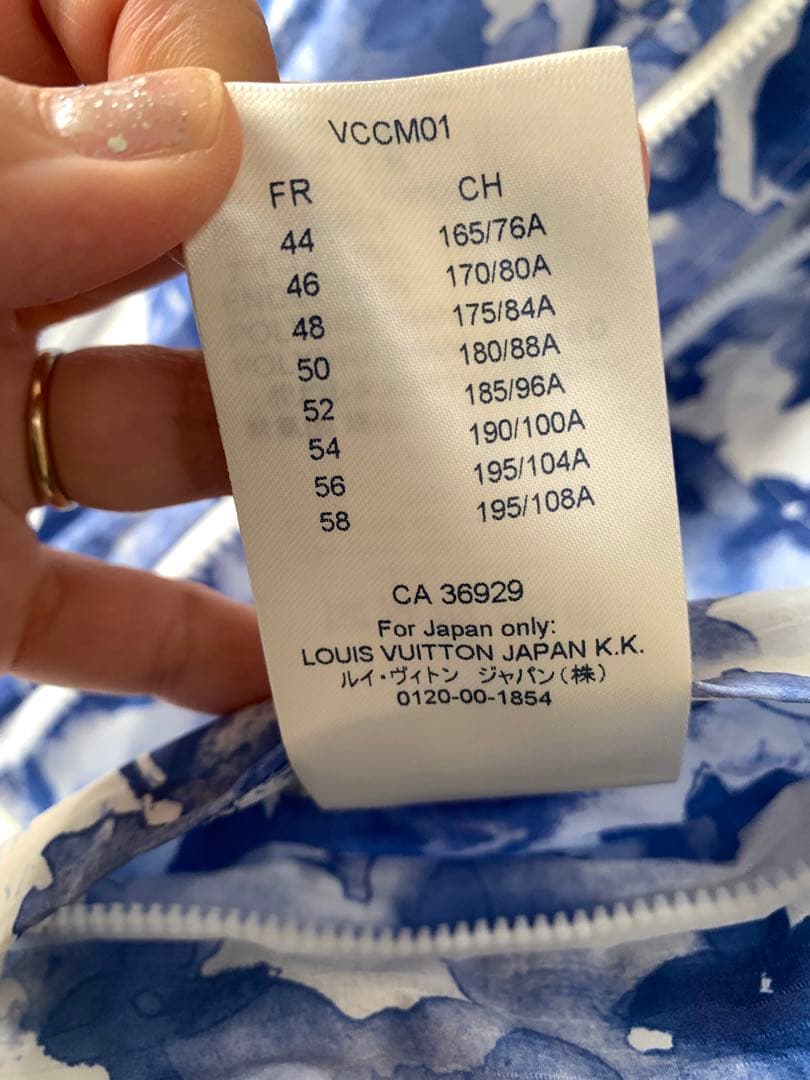 VCCM01
FR CH
44 165/76A
46 170/80A
48 175/84A
50 180/88A
52 185/96A
54 190/100A
56 195/104A
58 195/108A
CA 36929
For Japan only:
LOUIS VUITTON JAPAN K.K.
ルイ・ヴィトン ジャパン(株)
0120-00-1854